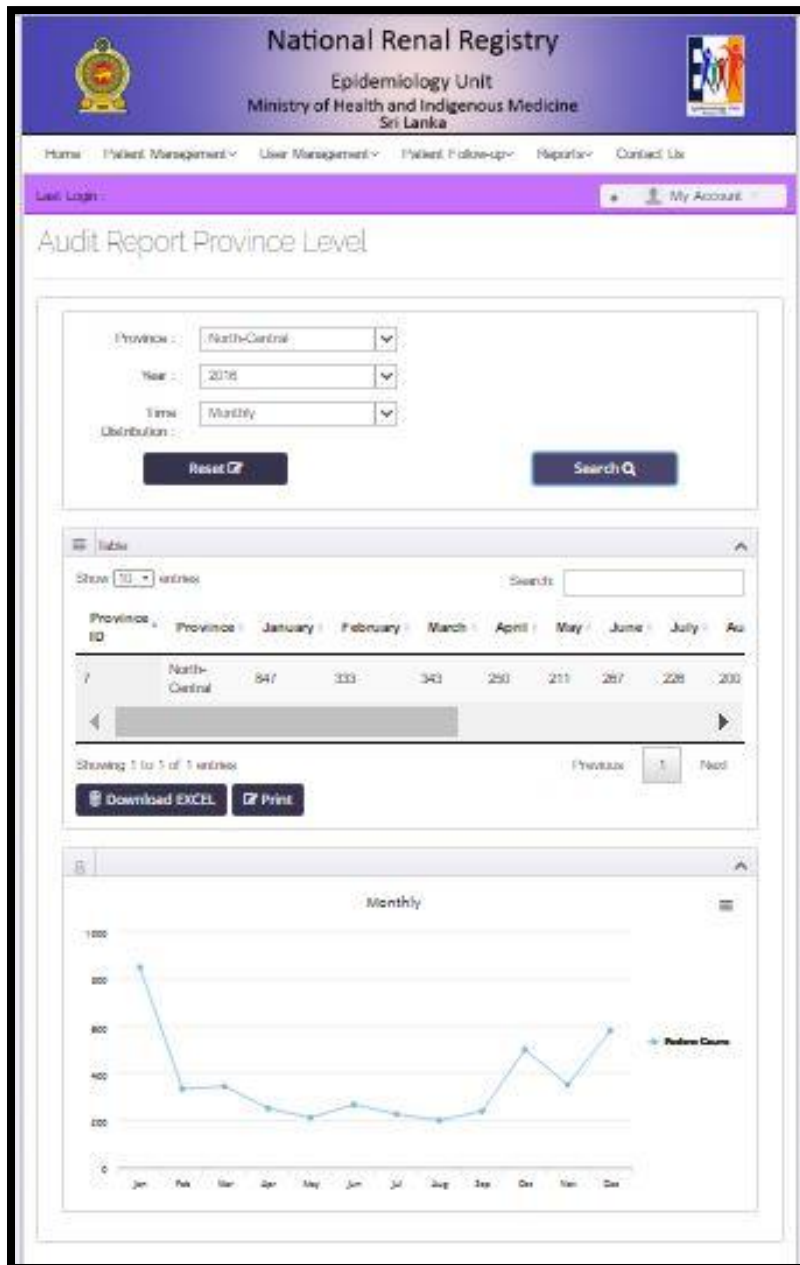 National Renal Registry
Epidemiology Unit
Ministry of Health and Indigenous Medicine
Sri Lanka
Home Patient Management User Management Patient Follow-up Reports Contact Us
Last Login : My Account
Audit Report Province Level
Province : North-Central
Year : 2016
Time Distribution : Monthly
Reset Search
Table
Show 10 entries Search:
Province ID Province January February March April May June July Au
7 North-Central 847 333 343 250 211 267 226 200
Showing 1 to 1 of 1 entries Previous 1 Next
Download EXCEL Print
Monthly
1000
800
600
400
200
0
Jan Feb Mar Apr May Jun Jul Aug Sep Oct Nov Dec